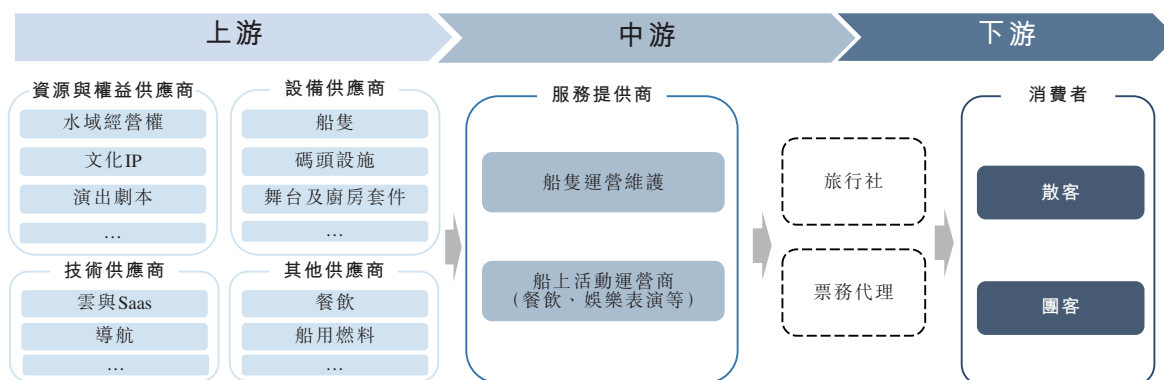 上游
中游
下游
資源與權益供應商
水域經營權
文化IP
演出劇本
…
設備供應商
船隻
碼頭設施
舞台及廚房套件
…
技術供應商
雲與Saas
導航
…
其他供應商
餐飲
船用燃料
…
服務提供商
船隻運營維護
船上活動運營商
(餐飲、娛樂表演等)
旅行社
票務代理
消費者
散客
團客